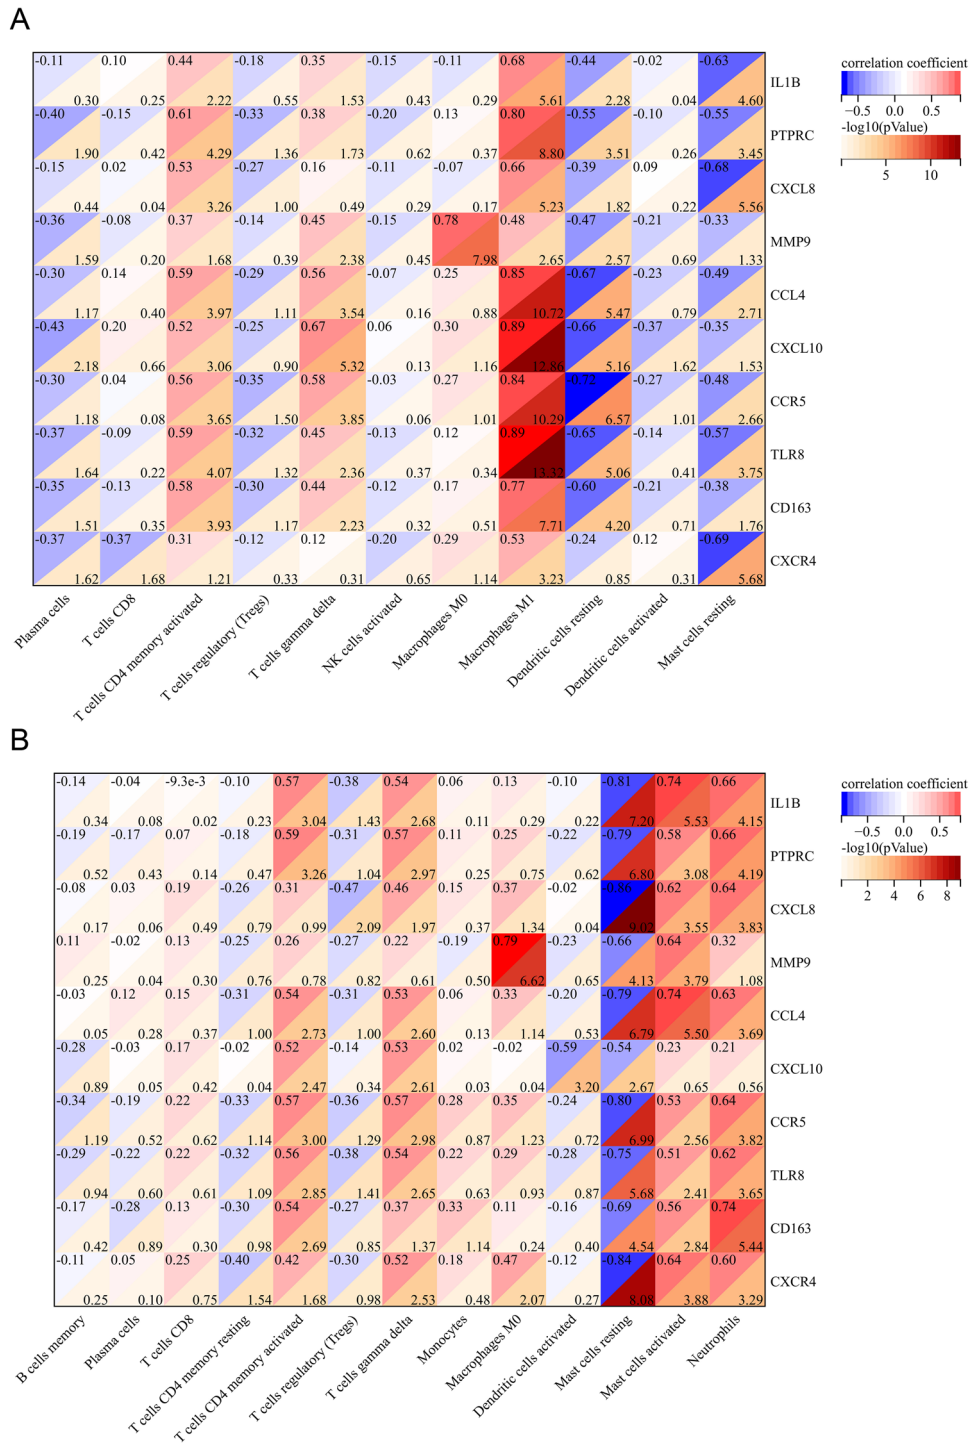 A
-0.11 0.10 0.44 -0.18 0.35 -0.15 -0.11 0.68 -0.44 -0.02 -0.63
0.30 0.25 2.22 0.55 1.53 0.43 0.29 5.61 2.28 0.04 4.60
IL1B
-0.40 -0.15 0.61 -0.33 0.38 -0.20 0.13 0.80 -0.55 -0.10 -0.55
1.90 0.42 4.29 1.36 1.73 0.62 0.37 8.80 3.51 0.26 3.45
PTPRC
-0.15 0.02 0.53 -0.27 0.16 -0.11 -0.07 0.66 -0.39 0.09 -0.68
0.44 0.04 3.26 1.00 0.49 0.29 0.17 5.23 1.82 0.22 5.56
CXCL8
-0.36 -0.08 0.37 -0.14 0.45 -0.15 0.78 0.48 -0.47 -0.21 -0.33
1.59 0.20 1.68 0.39 2.38 0.45 7.98 2.65 2.57 0.69 1.33
MMP9
-0.30 0.14 0.59 -0.29 0.56 -0.07 0.25 0.85 -0.67 -0.23 -0.49
1.17 0.40 3.97 1.11 3.54 0.16 0.88 10.72 5.47 0.79 2.71
CCL4
-0.43 0.20 0.52 -0.25 0.67 0.06 0.30 0.89 -0.66 -0.37 -0.35
2.18 0.66 3.06 0.90 5.32 0.13 1.16 12.86 5.16 1.62 1.53
CXCL10
-0.30 0.04 0.56 -0.35 0.58 -0.03 0.27 0.84 -0.72 -0.27 -0.48
1.18 0.08 3.65 1.50 3.85 0.06 1.01 10.29 6.57 1.01 2.66
CCR5
-0.37 -0.09 0.59 -0.32 0.45 -0.13 0.12 0.89 -0.65 -0.14 -0.57
1.64 0.22 4.07 1.32 2.36 0.37 0.34 13.32 5.06 0.41 3.75
TLR8
-0.35 -0.13 0.58 -0.30 0.44 -0.12 0.17 0.77 -0.60 -0.21 -0.38
1.51 0.35 3.93 1.17 2.23 0.32 0.51 7.71 4.20 0.71 1.76
CD163
-0.37 -0.37 0.31 -0.12 0.12 -0.20 0.29 0.53 -0.24 0.12 -0.69
1.62 1.68 1.21 0.33 0.31 0.65 1.14 3.23 0.85 0.31 5.68
CXCR4
Plasma cells
T cells CD8
T cells CD4 memory activated
T cells regulatory (Tregs)
T cells gamma delta
NK cells activated
Macrophages M0
Macrophages M1
Dendritic cells resting
Dendritic cells activated
Mast cells resting
correlation coefficient
-0.5 0.0 0.5
-log10(pValue)
5 10
B
-0.14 -0.04 -9.3e-3 -0.10 0.57 -0.38 0.54 0.06 0.13 -0.10 -0.81 0.74 0.66
0.34 0.08 0.02 0.23 3.04 1.43 2.68 0.11 0.29 0.22 7.20 5.53 4.15
IL1B
-0.19 -0.17 0.07 -0.18 0.59 -0.31 0.57 0.11 0.25 -0.22 -0.79 0.58 0.66
0.52 0.43 0.14 0.47 3.26 1.04 2.97 0.25 0.75 0.62 6.80 3.08 4.19
PTPRC
-0.08 0.03 0.19 -0.26 0.31 -0.47 0.46 0.15 0.37 -0.02 -0.86 0.62 0.64
0.17 0.06 0.49 0.79 0.99 2.09 1.97 0.37 1.34 0.04 9.02 3.55 3.83
CXCL8
0.11 -0.02 0.13 -0.25 0.26 -0.27 0.22 -0.19 0.79 -0.23 -0.66 0.64 0.32
0.25 0.04 0.30 0.76 0.78 0.82 0.61 0.50 6.62 0.65 4.13 3.79 1.08
MMP9
-0.03 0.12 0.15 -0.31 0.54 -0.31 0.53 0.06 0.33 -0.20 -0.79 0.74 0.63
0.05 0.28 0.37 1.00 2.73 1.00 2.60 0.13 1.14 0.53 6.79 5.50 3.69
CCL4
-0.28 -0.03 0.17 -0.02 0.52 -0.14 0.53 0.02 -0.02 -0.59 -0.54 0.23 0.21
0.89 0.05 0.42 0.04 2.47 0.34 2.61 0.03 0.04 3.20 2.67 0.65 0.56
CXCL10
-0.34 -0.19 0.22 -0.33 0.57 -0.36 0.57 0.28 0.35 -0.24 -0.80 0.53 0.64
1.19 0.52 0.62 1.14 3.00 1.29 2.98 0.87 1.23 0.72 6.99 2.56 3.82
CCR5
-0.29 -0.22 0.22 -0.32 0.56 -0.38 0.54 0.22 0.29 -0.28 -0.75 0.51 0.62
0.94 0.60 0.61 1.09 2.85 1.41 2.65 0.63 0.93 0.87 5.68 2.41 3.65
TLR8
-0.17 -0.28 0.13 -0.30 0.54 -0.27 0.37 0.33 0.11 -0.16 -0.69 0.56 0.74
0.42 0.89 0.30 0.98 2.69 0.85 1.37 1.14 0.24 0.40 4.54 2.84 5.44
CD163
-0.11 0.05 0.25 -0.40 0.42 -0.30 0.52 0.18 0.47 -0.12 -0.84 0.64 0.60
0.25 0.10 0.75 1.54 1.68 0.98 2.53 0.48 2.07 0.27 8.08 3.88 3.29
CXCR4
B cells memory
Plasma cells
T cells CD8
T cells CD4 memory resting
T cells CD4 memory activated
T cells regulatory (Tregs)
T cells gamma delta
Monocytes
Macrophages M0
Dendritic cells activated
Mast cells resting
Mast cells activated
Neutrophils
correlation coefficient
-0.5 0.0 0.5
-log10(pValue)
2 4 6 8